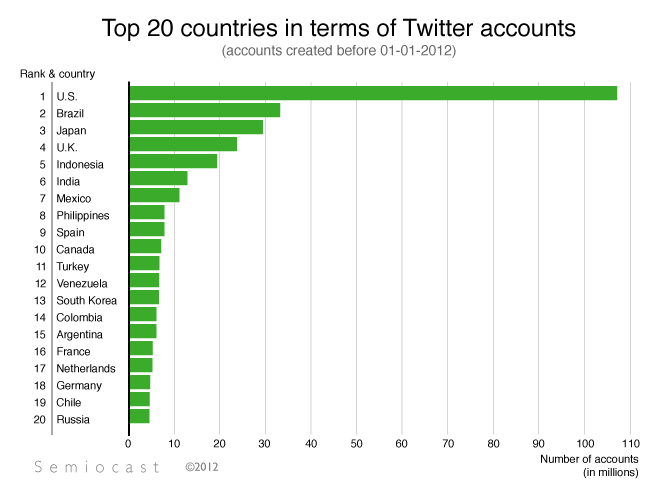 Top 20 countries in terms of Twitter accounts
(accounts created before 01-01-2012)
Rank & country
1 U.S.
2 Brazil
3 Japan
4 U.K.
5 Indonesia
6 India
7 Mexico
8 Philippines
9 Spain
10 Canada
11 Turkey
12 Venezuela
13 South Korea
14 Colombia
15 Argentina
16 France
17 Netherlands
18 Germany
19 Chile
20 Russia
0 10 20 30 40 50 60 70 80 90 100 110
Number of accounts
(in millions)
Semiocast ©2012